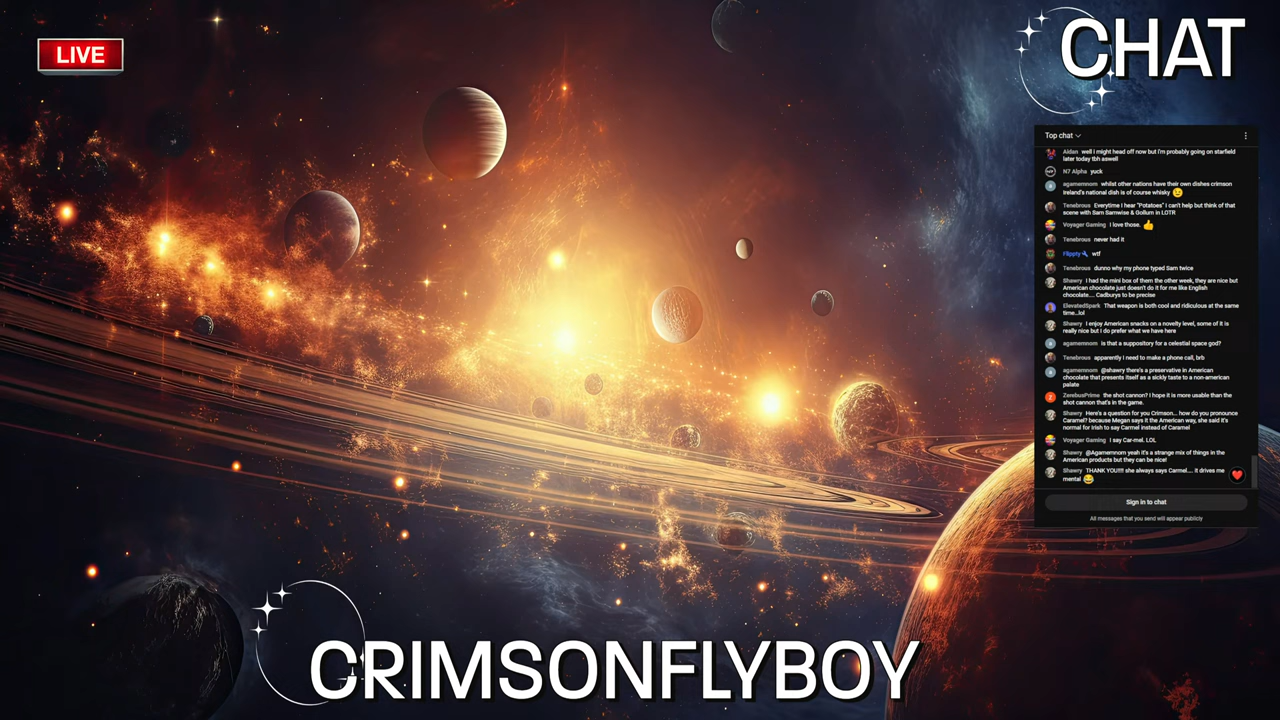 LIVE
CHAT
Top chat
Aidan well i might head off now but i'm probably going on starfield
later today tbh aswell
N7 Alpha yuck
agamemnom whilst other nations have their own dishes crimson
ireland's national dish is of course whisky
Tenebrous Everytime I hear "Potatoes" I can't help but think of that
scene with Sam Samwise & Gollum in LOTR
Voyager Gaming I love those.
Tenebrous never had it
Flippty wtf
Tenebrous dunno why my phone typed Sam twice
Shawry I had the mini box of them the other week, they are nice but
American chocolate just doesn't do it for me like English
chocolate.... Cadburys to be precise
ElevatedSpark That weapon is both cool and ridiculous at the same
time...lol
Shawry I enjoy American snacks on a novelty level, some of it is
really nice but I do prefer what we have here
agamemnom is that a suppository for a celestial space god?
Tenebrous apparently I need to make a phone call, brb
agamemnom @shawry there's a preservative in American
chocolate that presents itself as a sickly taste to a non-american
palate
ZerebusPrime the shot cannon? I hope it is more usable than the
shot cannon that's in the game.
Shawry Here's a question for you Crimson... how do you pronounce
Caramel? because Megan says it the American way, she said it's
normal for Irish to say Carmel instead of Caramel
Voyager Gaming I say Car-mel. LOL
Shawry @Agamemnom yeah it's a strange mix of things in the
American products but they can be nice!
Shawry THANK YOU!!!! she always says Carmel.... it drives me
mental
Sign in to chat
All messages that you send will appear publicly
CRIMSONFLYBOY